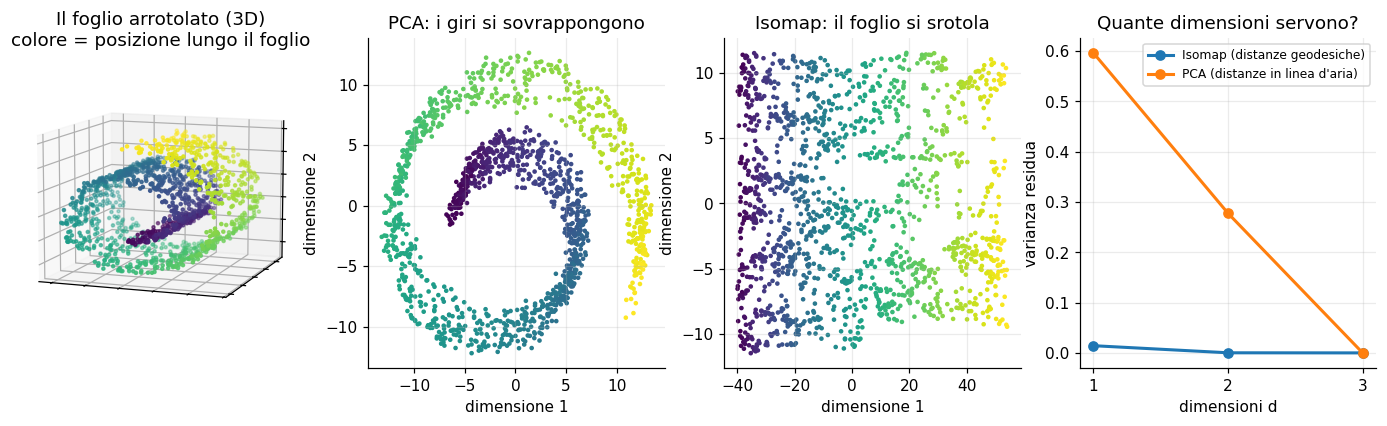 Il foglio arrotolato (3D)
colore = posizione lungo il foglio
PCA: i giri si sovrappongono
dimensione 2
10
5
0
−5
−10
−10
−5
0
5
10
dimensione 1
Isomap: il foglio si srotola
dimensione 2
10
5
0
−5
−10
−40
−20
0
20
40
dimensione 1
Quante dimensioni servono?
Isomap (distanze geodesiche)
PCA (distanze in linea d'aria)
varianza residua
0.6
0.5
0.4
0.3
0.2
0.1
0.0
1
2
3
dimensioni d